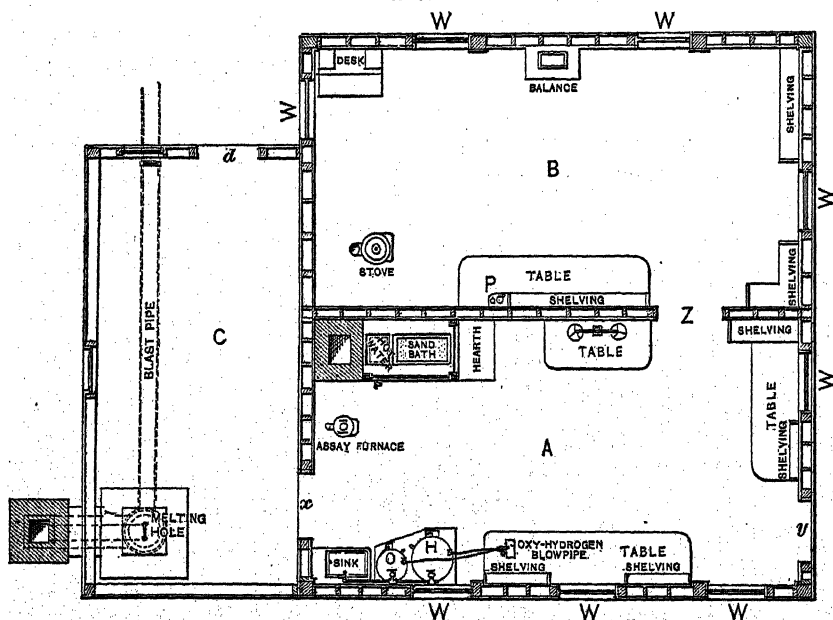 W
W
DESK
BALANCE
SHELVING
W
d
B
W
STOVE
TABLE
P
SHELVING
SHELVING
Z
BLAST PIPE
C
SAND
BATH
HEARTH
TABLE
SHELVING
W
TABLE
SHELVING
ASSAY FURNACE
A
x
MELTING
HOLE
y
SINK
O
H
OXY-HYDROGEN
BLOWPIPE
TABLE
SHELVING
SHELVING
W
W
W